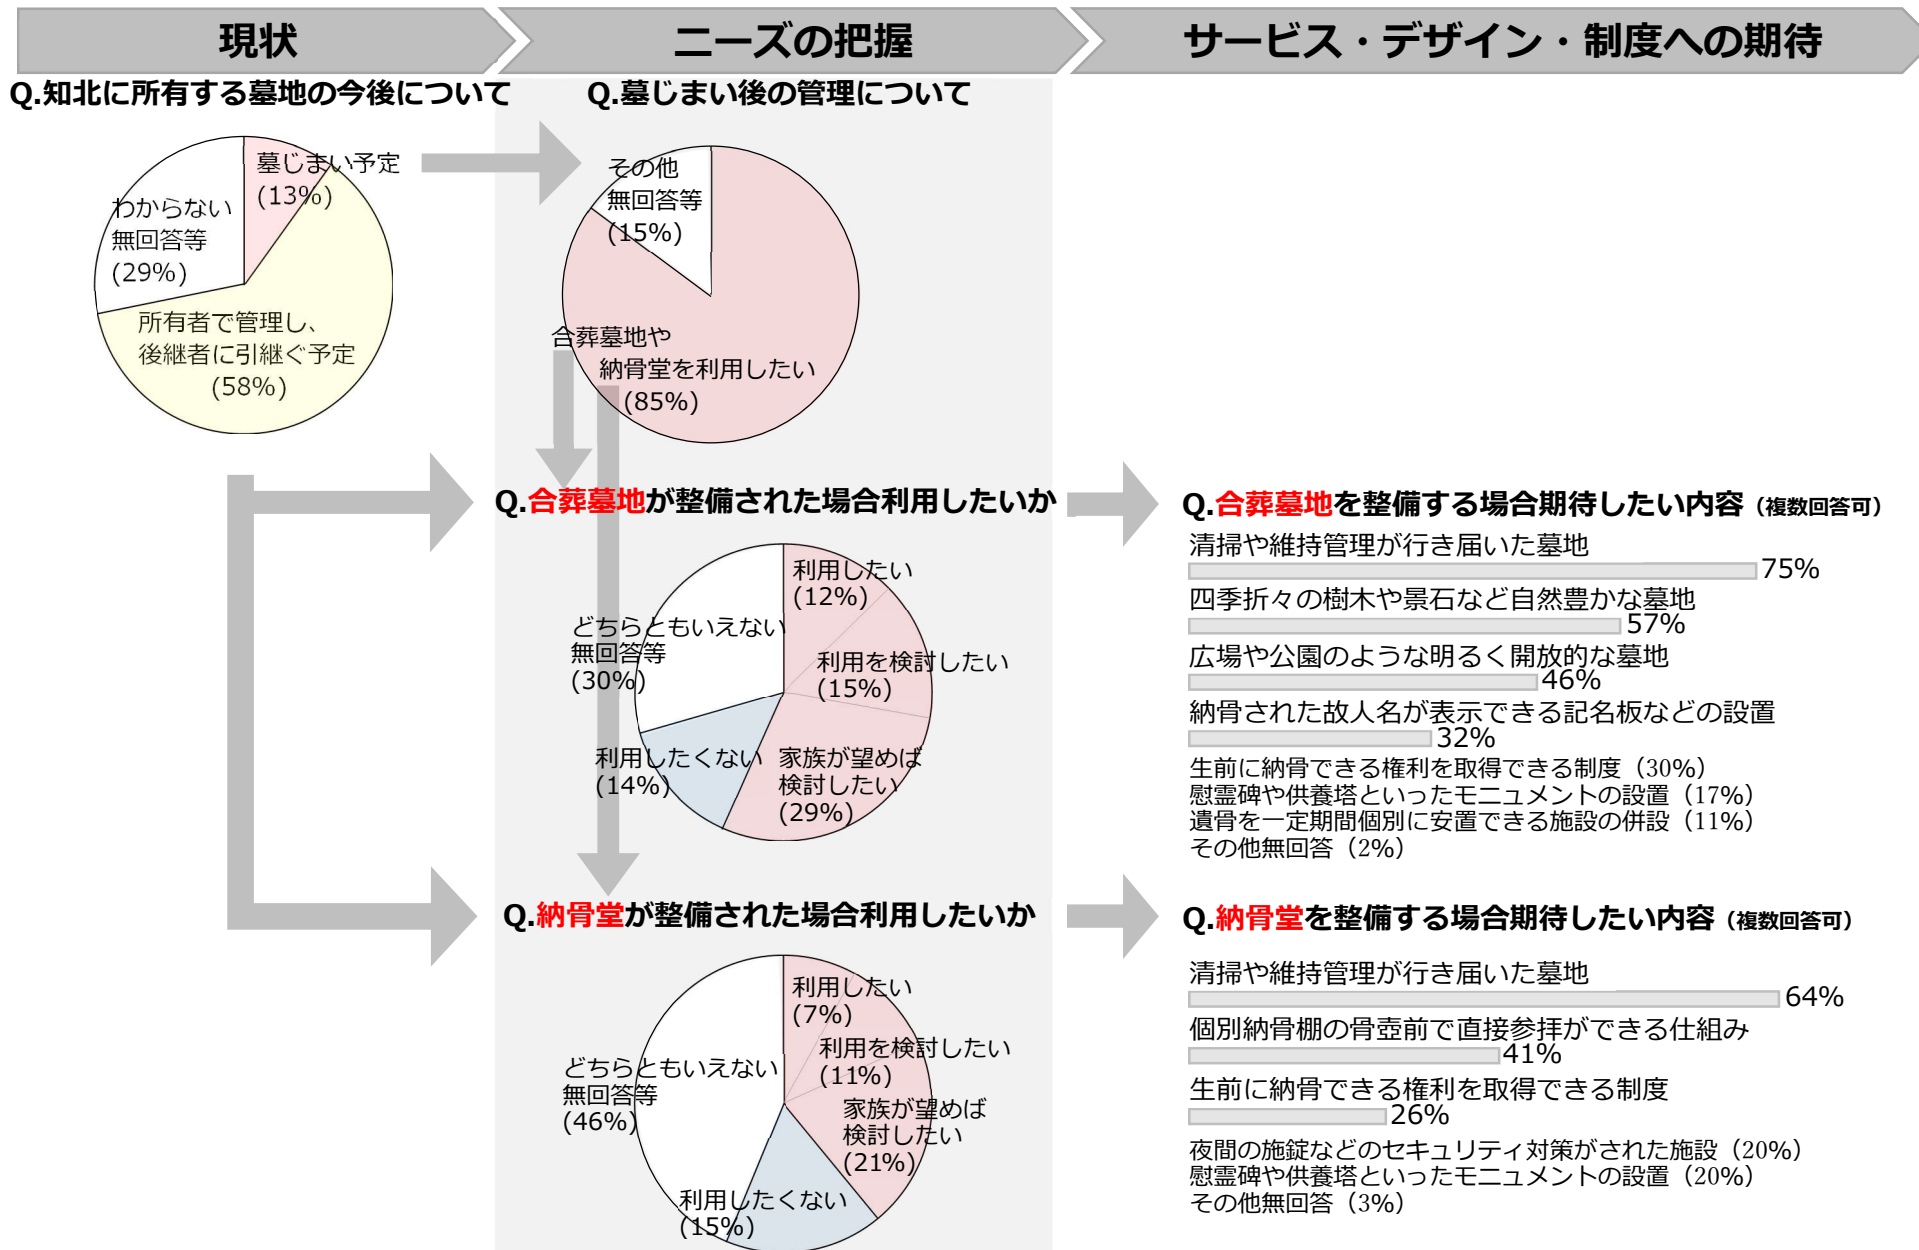 現状
ニーズの把握
サービス・デザイン・制度への期待
Q.知北に所有する墓地の今後について
墓じまい予定
(13%)
わからない
無回答等
(29%)
所有者で管理し、
後継者に引継ぐ予定
(58%)
Q.墓じまい後の管理について
その他
無回答等
(15%)
合葬墓地や
納骨堂を利用したい
(85%)
Q.合葬墓地が整備された場合利用したいか
利用したい
(12%)
利用を検討したい
(15%)
家族が望めば
検討したい
(29%)
利用したくない
(14%)
どちらともいえない
無回答等
(30%)
Q.合葬墓地を整備する場合期待したい内容（複数回答可）
清掃や維持管理が行き届いた墓地
75%
四季折々の樹木や景石など自然豊かな墓地
57%
広場や公園のような明るく開放的な墓地
46%
納骨された故人名が表示できる記名板などの設置
32%
生前に納骨できる権利を取得できる制度（30%）
慰霊碑や供養塔といったモニュメントの設置（17%）
遺骨を一定期間個別に安置できる施設の併設（11%）
その他無回答（2%）
Q.納骨堂が整備された場合利用したいか
利用したい
(7%)
利用を検討したい
(11%)
家族が望めば
検討したい
(21%)
利用したくない
(15%)
どちらともいえない
無回答等
(46%)
Q.納骨堂を整備する場合期待したい内容（複数回答可）
清掃や維持管理が行き届いた墓地
64%
個別納骨棚の骨壺前で直接参拝ができる仕組み
41%
生前に納骨できる権利を取得できる制度
26%
夜間の施錠などのセキュリティ対策がされた施設（20%）
慰霊碑や供養塔といったモニュメントの設置（20%）
その他無回答（3%）